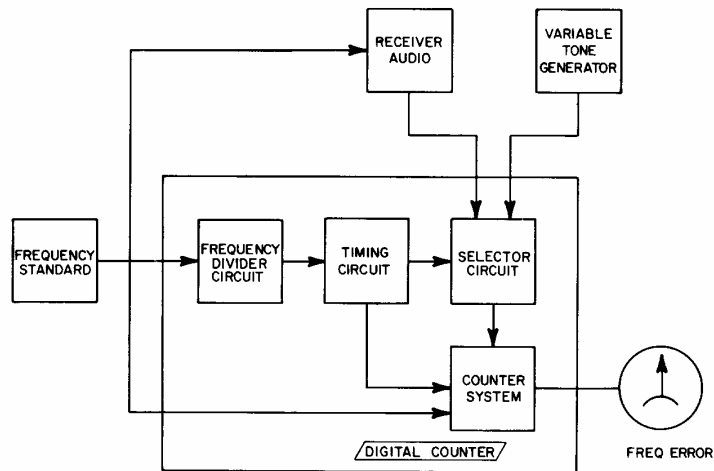 RECEIVER
AUDIO
VARIABLE
TONE
GENERATOR
FREQUENCY
STANDARD
FREQUENCY
DIVIDER
CIRCUIT
TIMING
CIRCUIT
SELECTOR
CIRCUIT
COUNTER
SYSTEM
DIGITAL COUNTER
FREQ ERROR